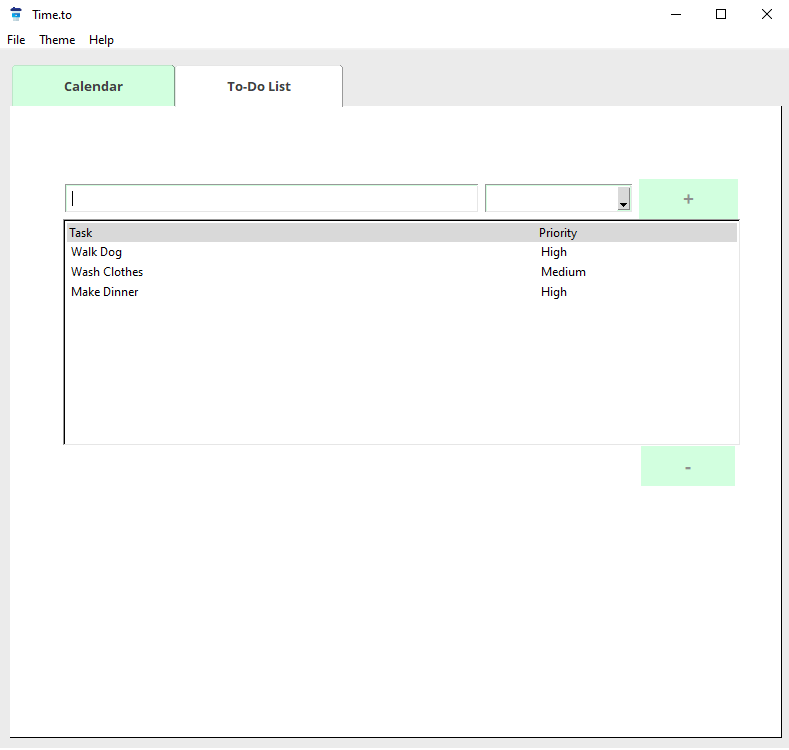 Time.to
File Theme Help
Calendar To-Do List
+
Task Priority
Walk Dog High
Wash Clothes Medium
Make Dinner High
-